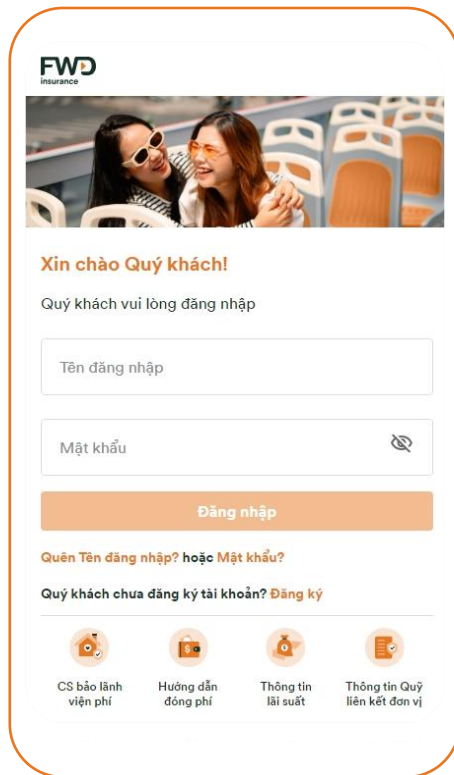 FWD
insurance
Xin chào Quý khách!
Quý khách vui lòng đăng nhập
Tên đăng nhập
Mật khẩu
Đăng nhập
Quên Tên đăng nhập? hoặc Mật khẩu?
Quý khách chưa đăng ký tài khoản? Đăng ký
CS bảo lãnh
viện phí
Hướng dẫn
đóng phí
Thông tin
lãi suất
Thông tin Quỹ
liên kết đơn vị